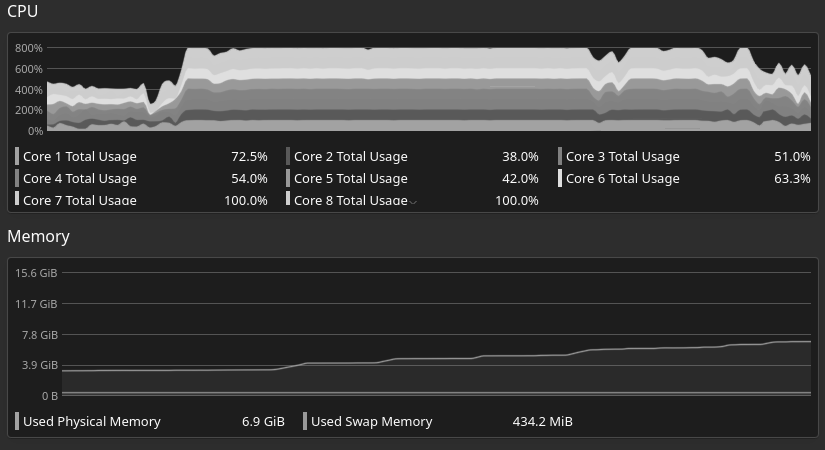 CPU
800%
600%
400%
200%
0%
Core 1 Total Usage 72.5% Core 2 Total Usage 38.0% Core 3 Total Usage 51.0%
Core 4 Total Usage 54.0% Core 5 Total Usage 42.0% Core 6 Total Usage 63.3%
Core 7 Total Usage 100.0% Core 8 Total Usage 100.0%
Memory
15.6 GiB
11.7 GiB
7.8 GiB
3.9 GiB
0 B
Used Physical Memory 6.9 GiB Used Swap Memory 434.2 MiB